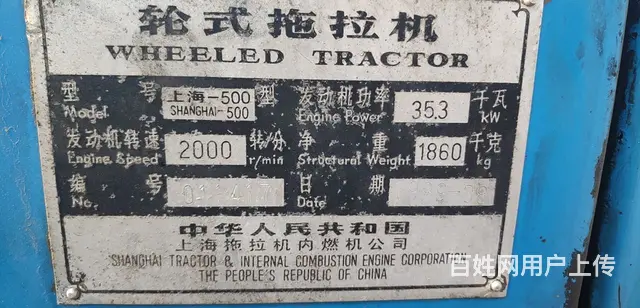 轮式拖拉机
WHEELED TRACTOR
型 号 上海-500 型 发动机功率 35.3 千瓦
Model SHANGHAI-500 Engine Power kW
发动机转速 2000 转/分 净 重 1860 千克
Engine Speed r/min Structural Weight kg
编 号 日 期
No. Date
中华人民共和国
上海拖拉机内燃机公司
SHANGHAI TRACTOR & INTERNAL COMBUSTION ENGINE CORPORATION
THE PEOPLE'S REPUBLIC OF CHINA
百姓网用户上传